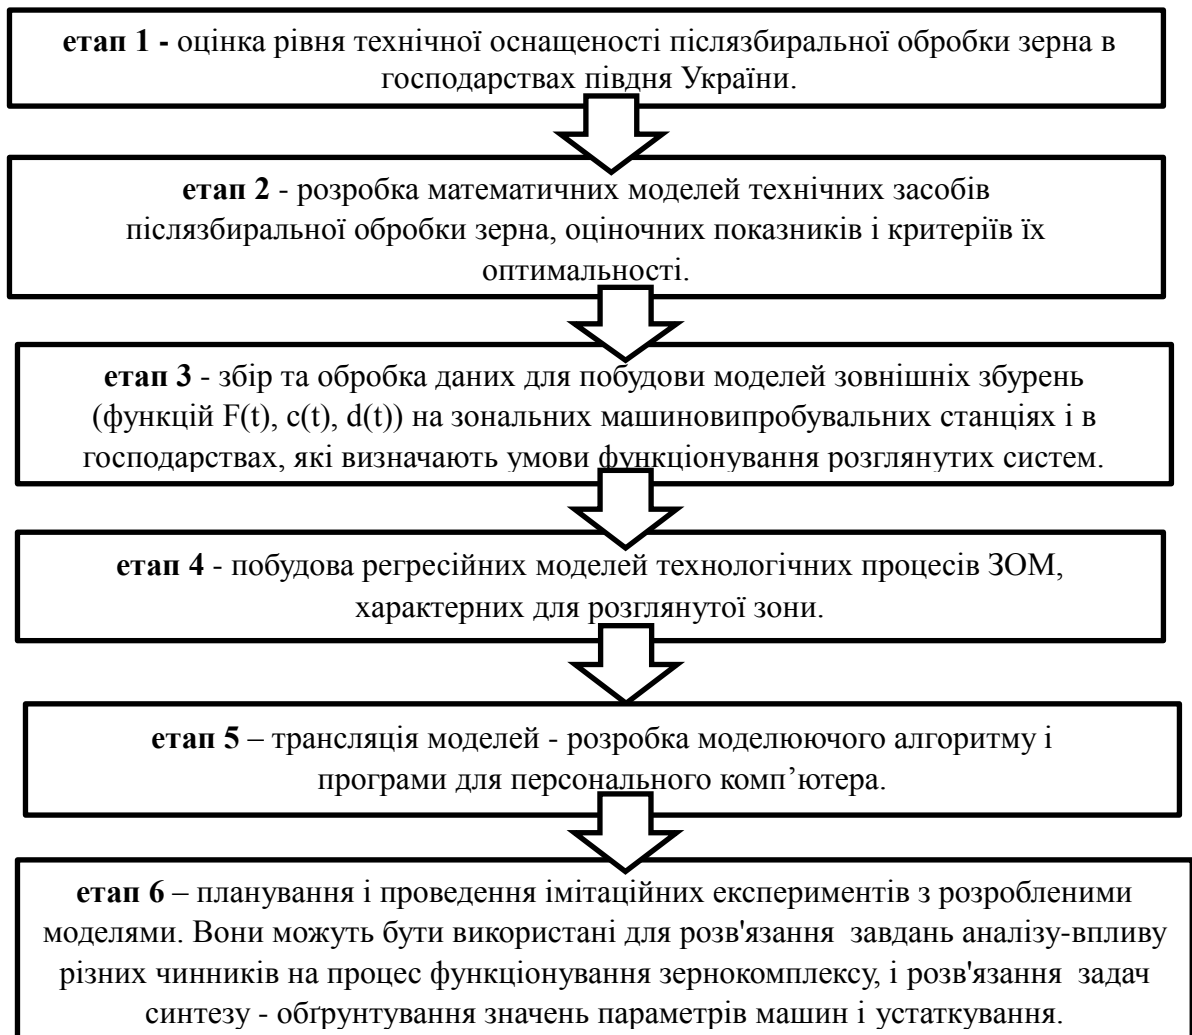 етап 1 - оцінка рівня технічної оснащеності післязбиральної обробки зерна в
господарствах півдня України.
етап 2 - розробка математичних моделей технічних засобів
післязбиральної обробки зерна, оціночних показників і критеріїв їх
оптимальності.
етап 3 - збір та обробка даних для побудови моделей зовнішніх збурень
(функцій F(t), c(t), d(t)) на зональних машиновипробувальних станціях і в
господарствах, які визначають умови функціонування розглянутих систем.
етап 4 - побудова регресійних моделей технологічних процесів ЗОМ,
характерних для розглянутої зони.
етап 5 – трансляція моделей - розробка моделюючого алгоритму і
програми для персонального комп’ютера.
етап 6 – планування і проведення імітаційних експериментів з розробленими
моделями. Вони можуть бути використані для розв'язання завдань аналізу-впливу
різних чинників на процес функціонування зернокомплексу, і розв'язання задач
синтезу - обґрунтування значень параметрів машин і устаткування.